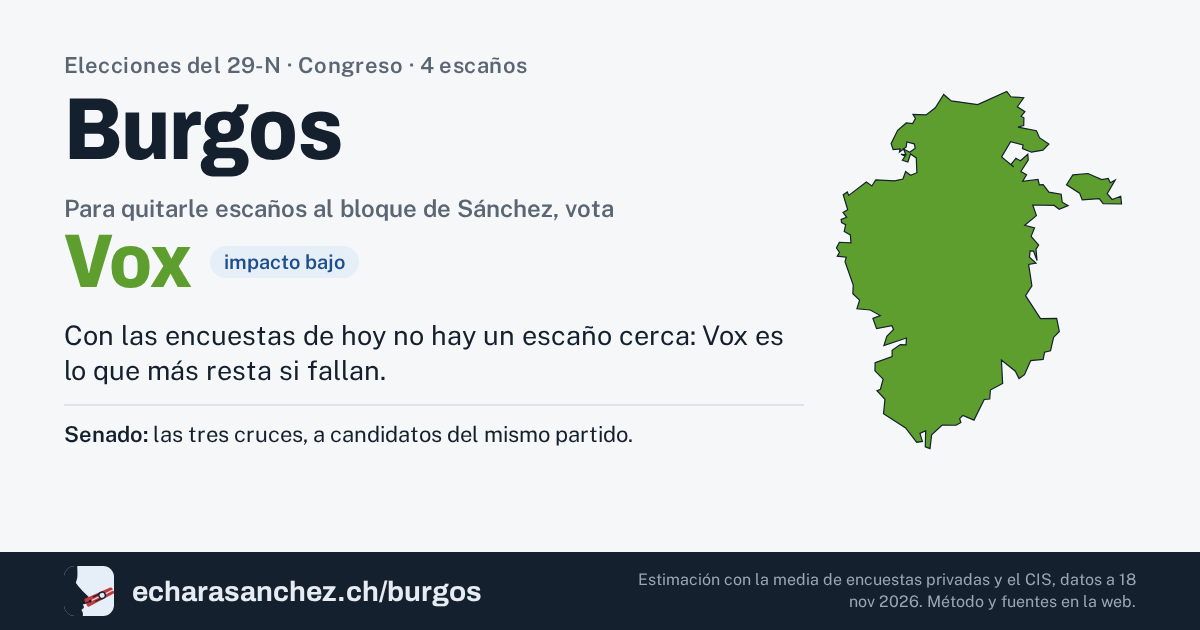 Elecciones del 29-N · Congreso · 4 escaños
Burgos
Para quitarle escaños al bloque de Sánchez, vota
Vox impacto bajo
Con las encuestas de hoy no hay un escaño cerca: Vox es
lo que más resta si fallan.
Senado: las tres cruces, a candidatos del mismo partido.
echarasanchez.ch/burgos
Estimación con la media de encuestas privadas y el CIS, datos a 18
nov 2026. Método y fuentes en la web.